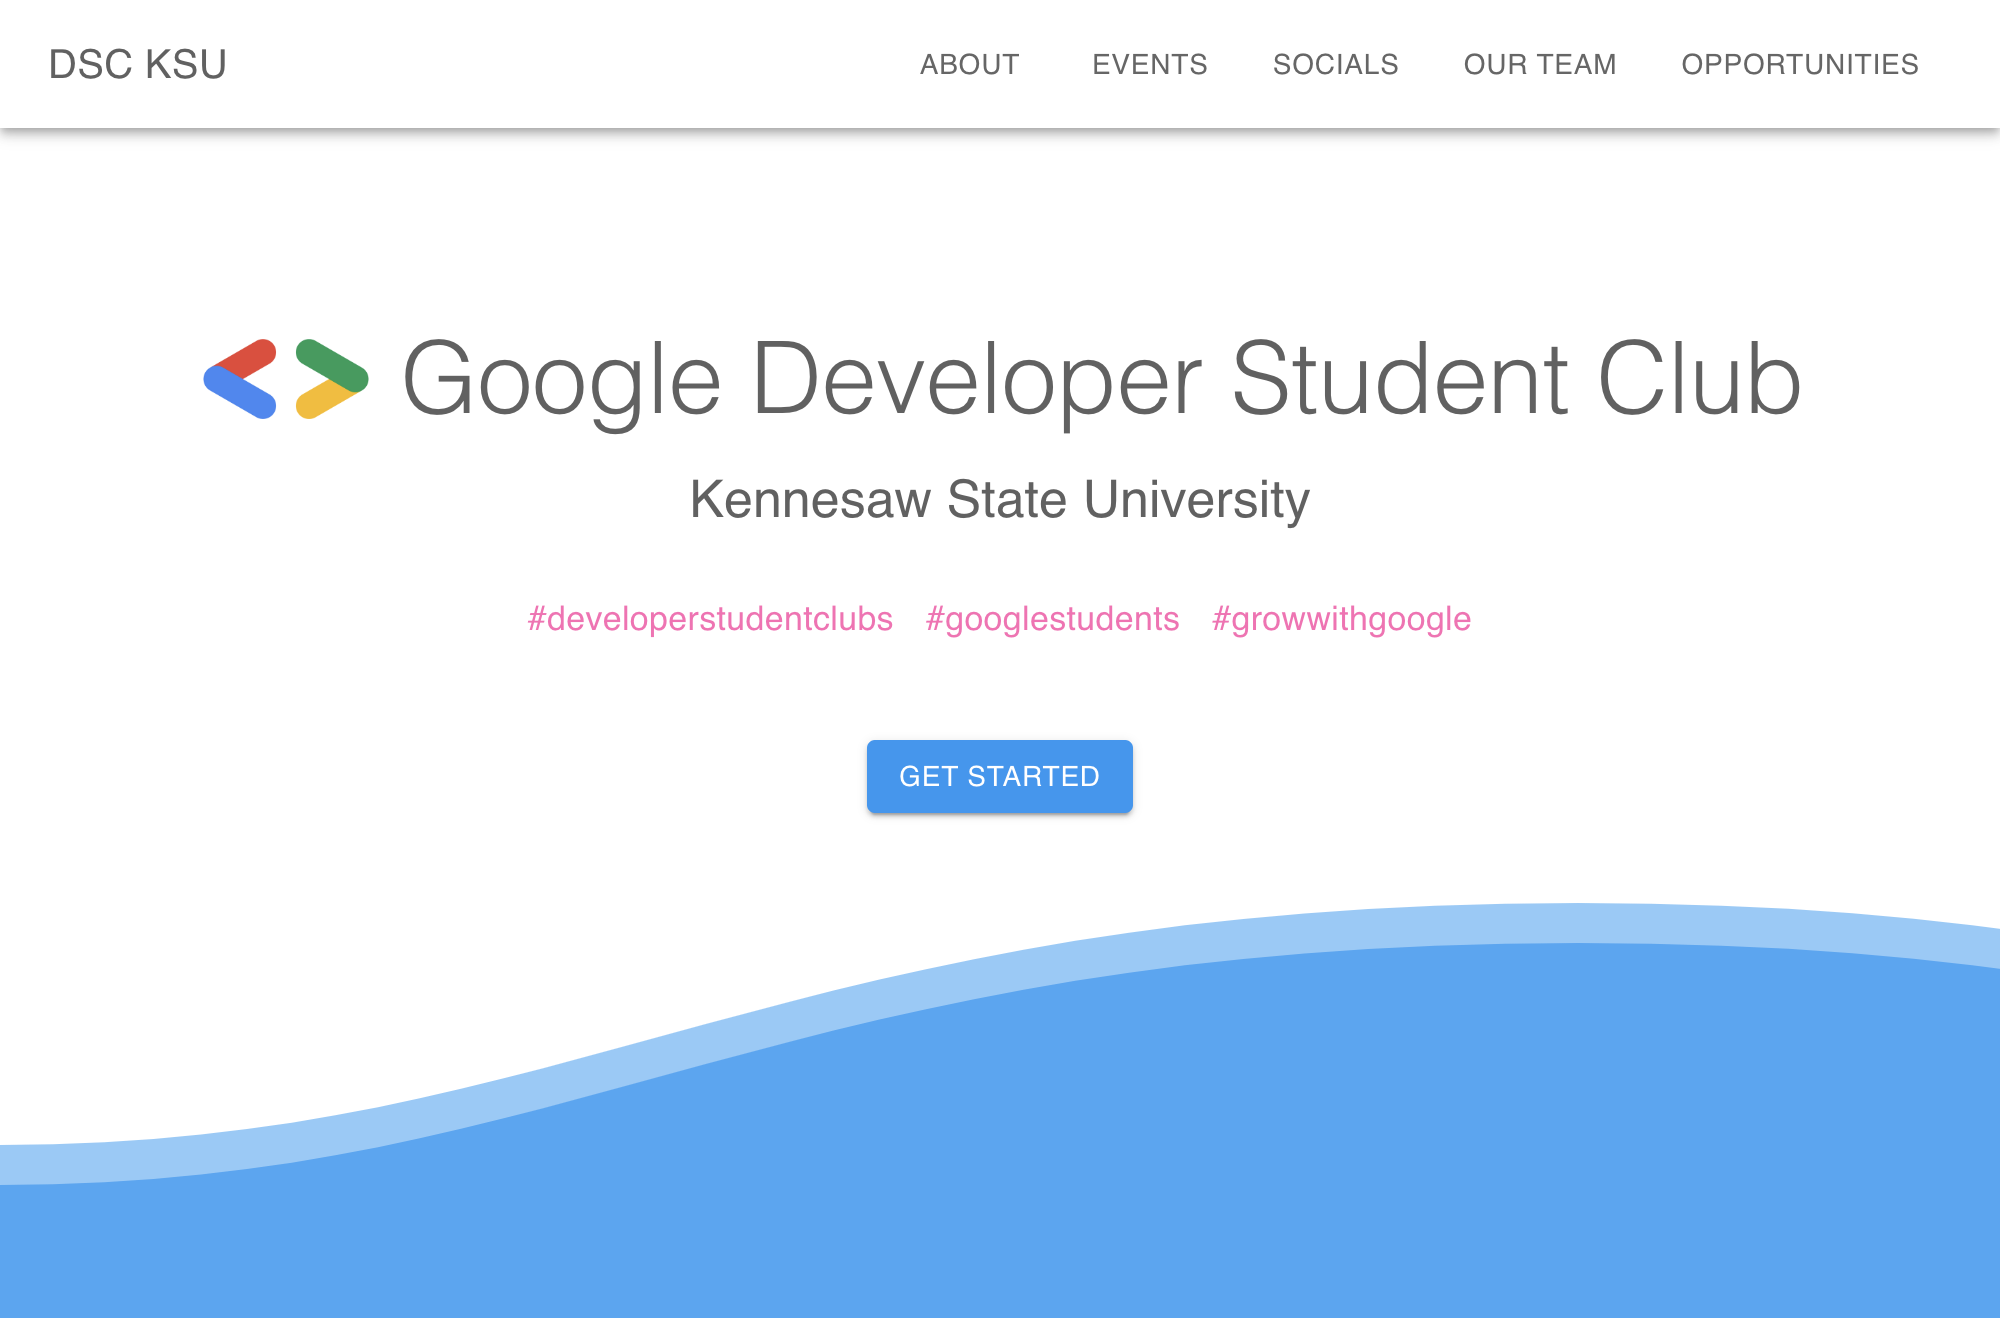 DSC KSU ABOUT EVENTS SOCIALS OUR TEAM OPPORTUNITIES
Google Developer Student Club
Kennesaw State University
#developerstudentclubs #googlestudents #growwithgoogle
GET STARTED